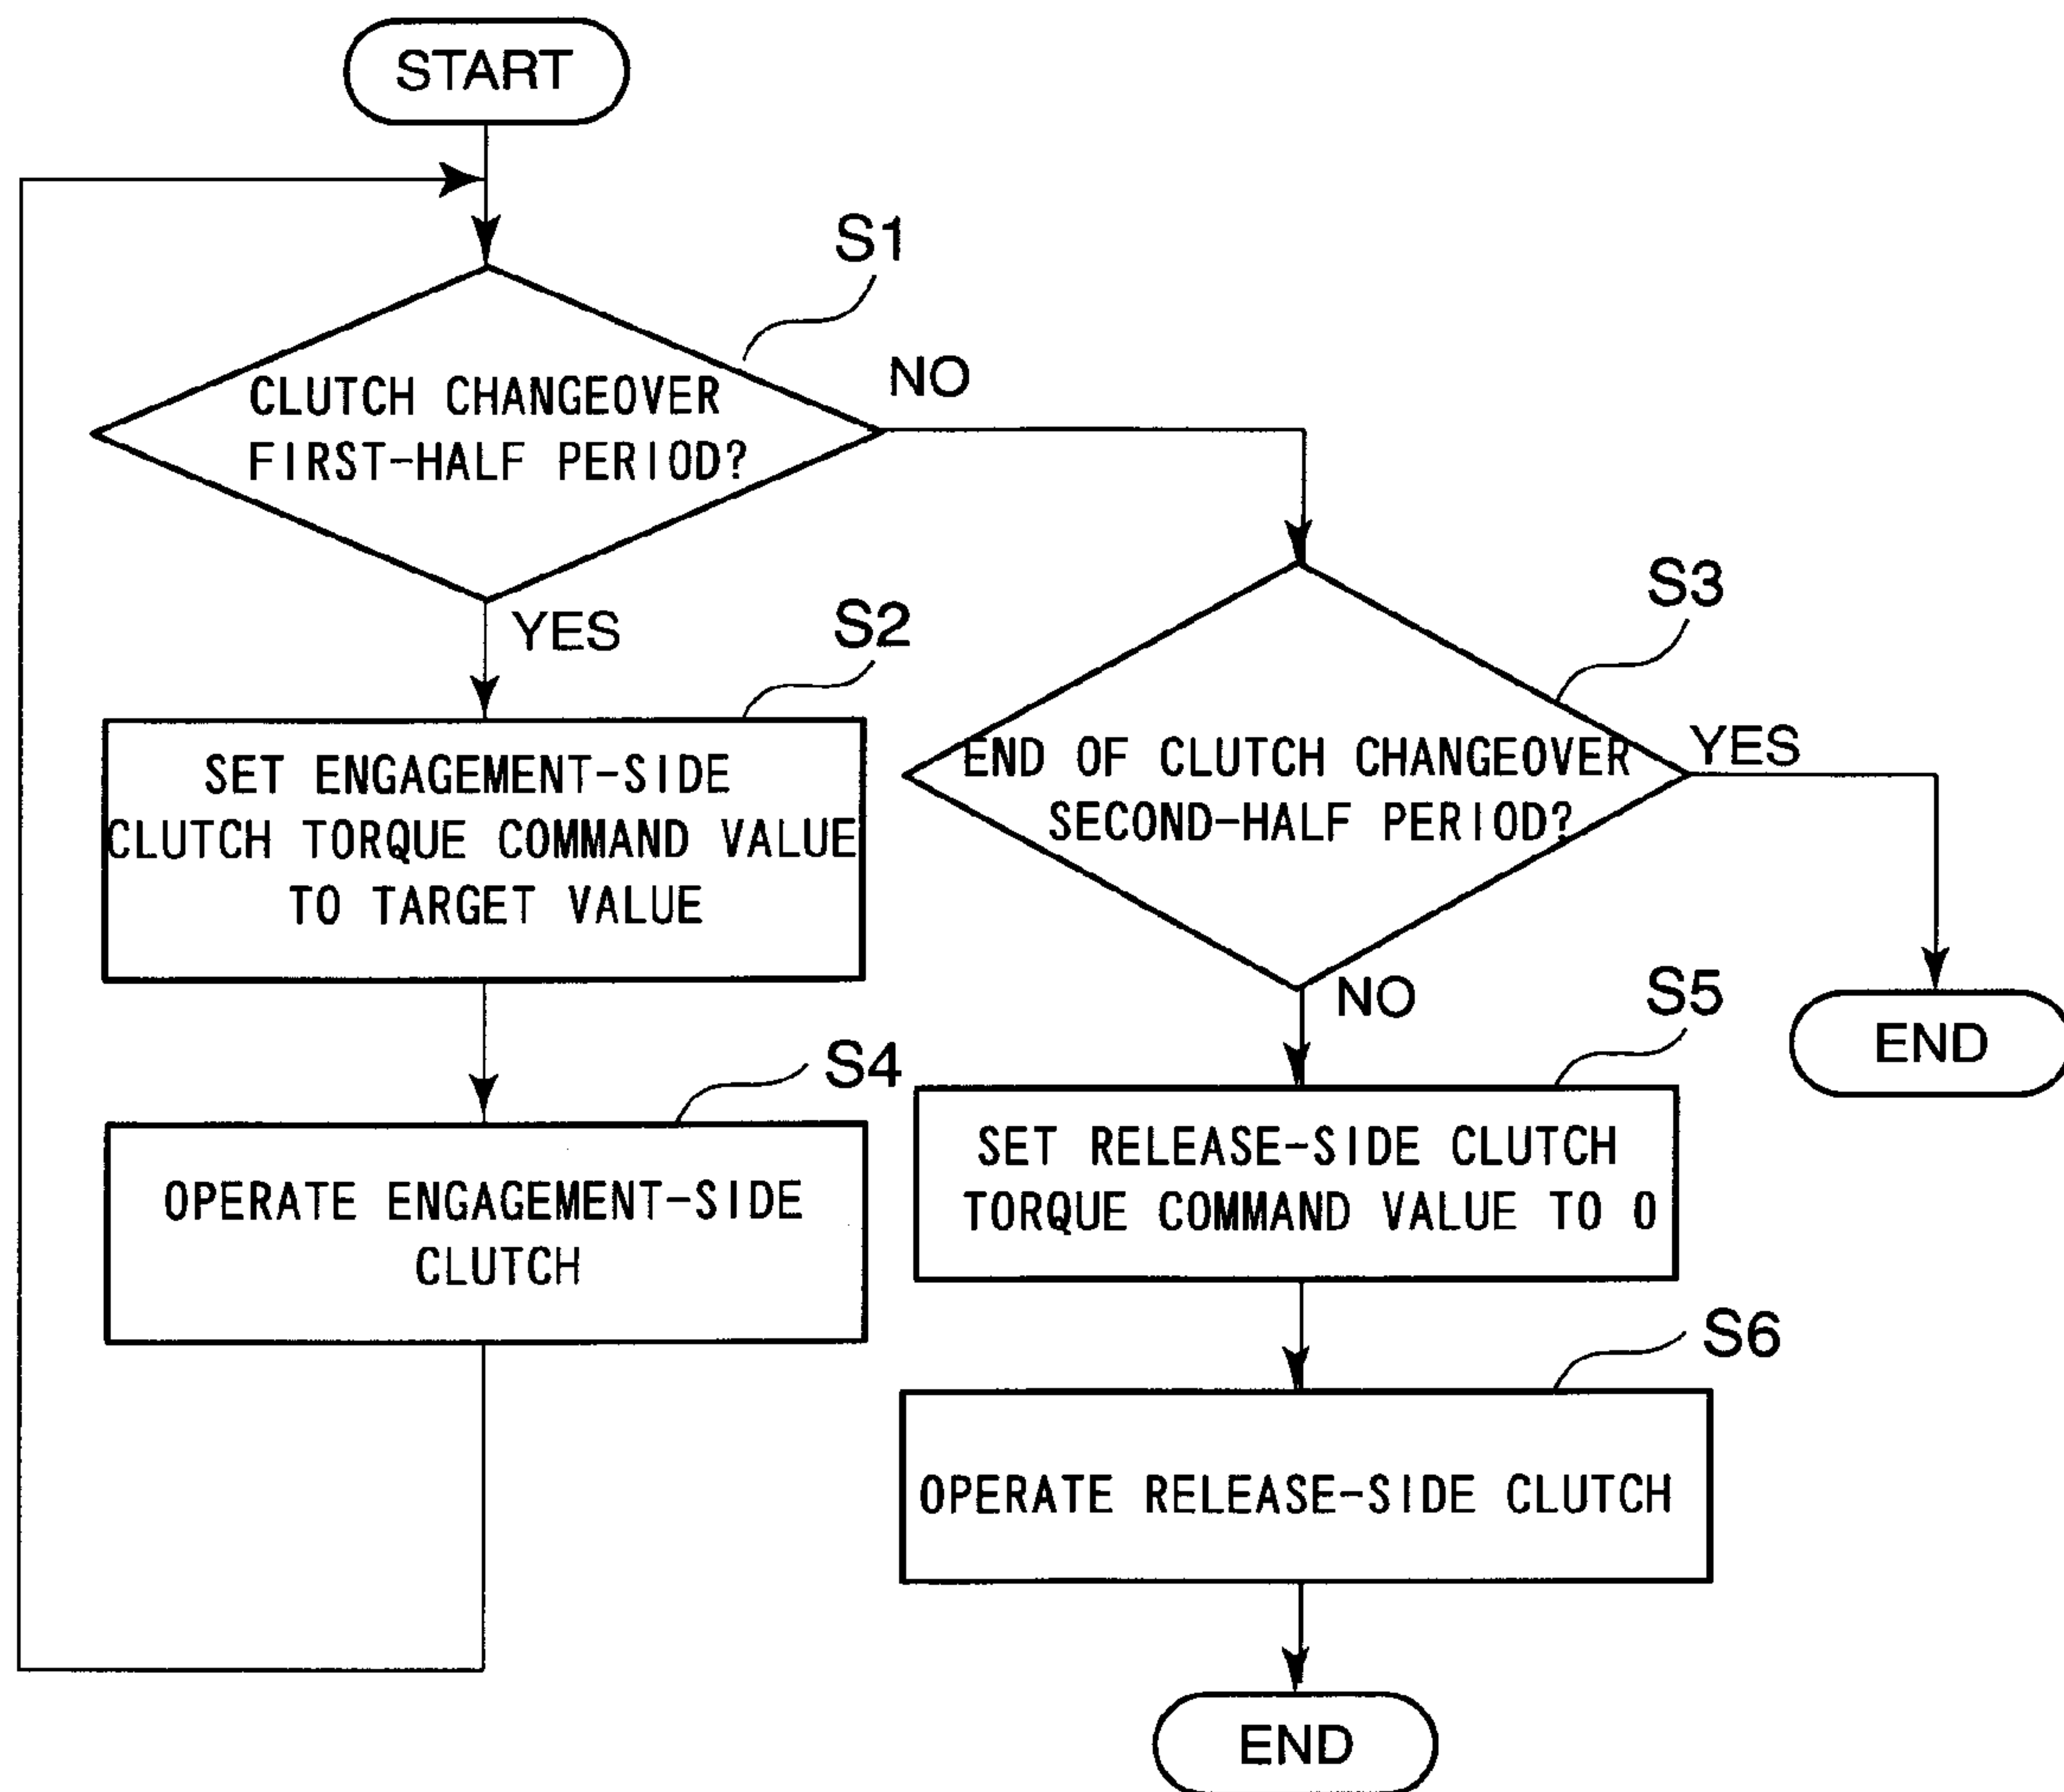 START
S1
CLUTCH CHANGEOVER
FIRST-HALF PERIOD?
NO
YES
S2
SET ENGAGEMENT-SIDE
CLUTCH TORQUE COMMAND VALUE
TO TARGET VALUE
S4
OPERATE ENGAGEMENT-SIDE
CLUTCH
S3
END OF CLUTCH CHANGEOVER
SECOND-HALF PERIOD?
YES
END
NO
S5
SET RELEASE-SIDE CLUTCH
TORQUE COMMAND VALUE TO 0
S6
OPERATE RELEASE-SIDE CLUTCH
END